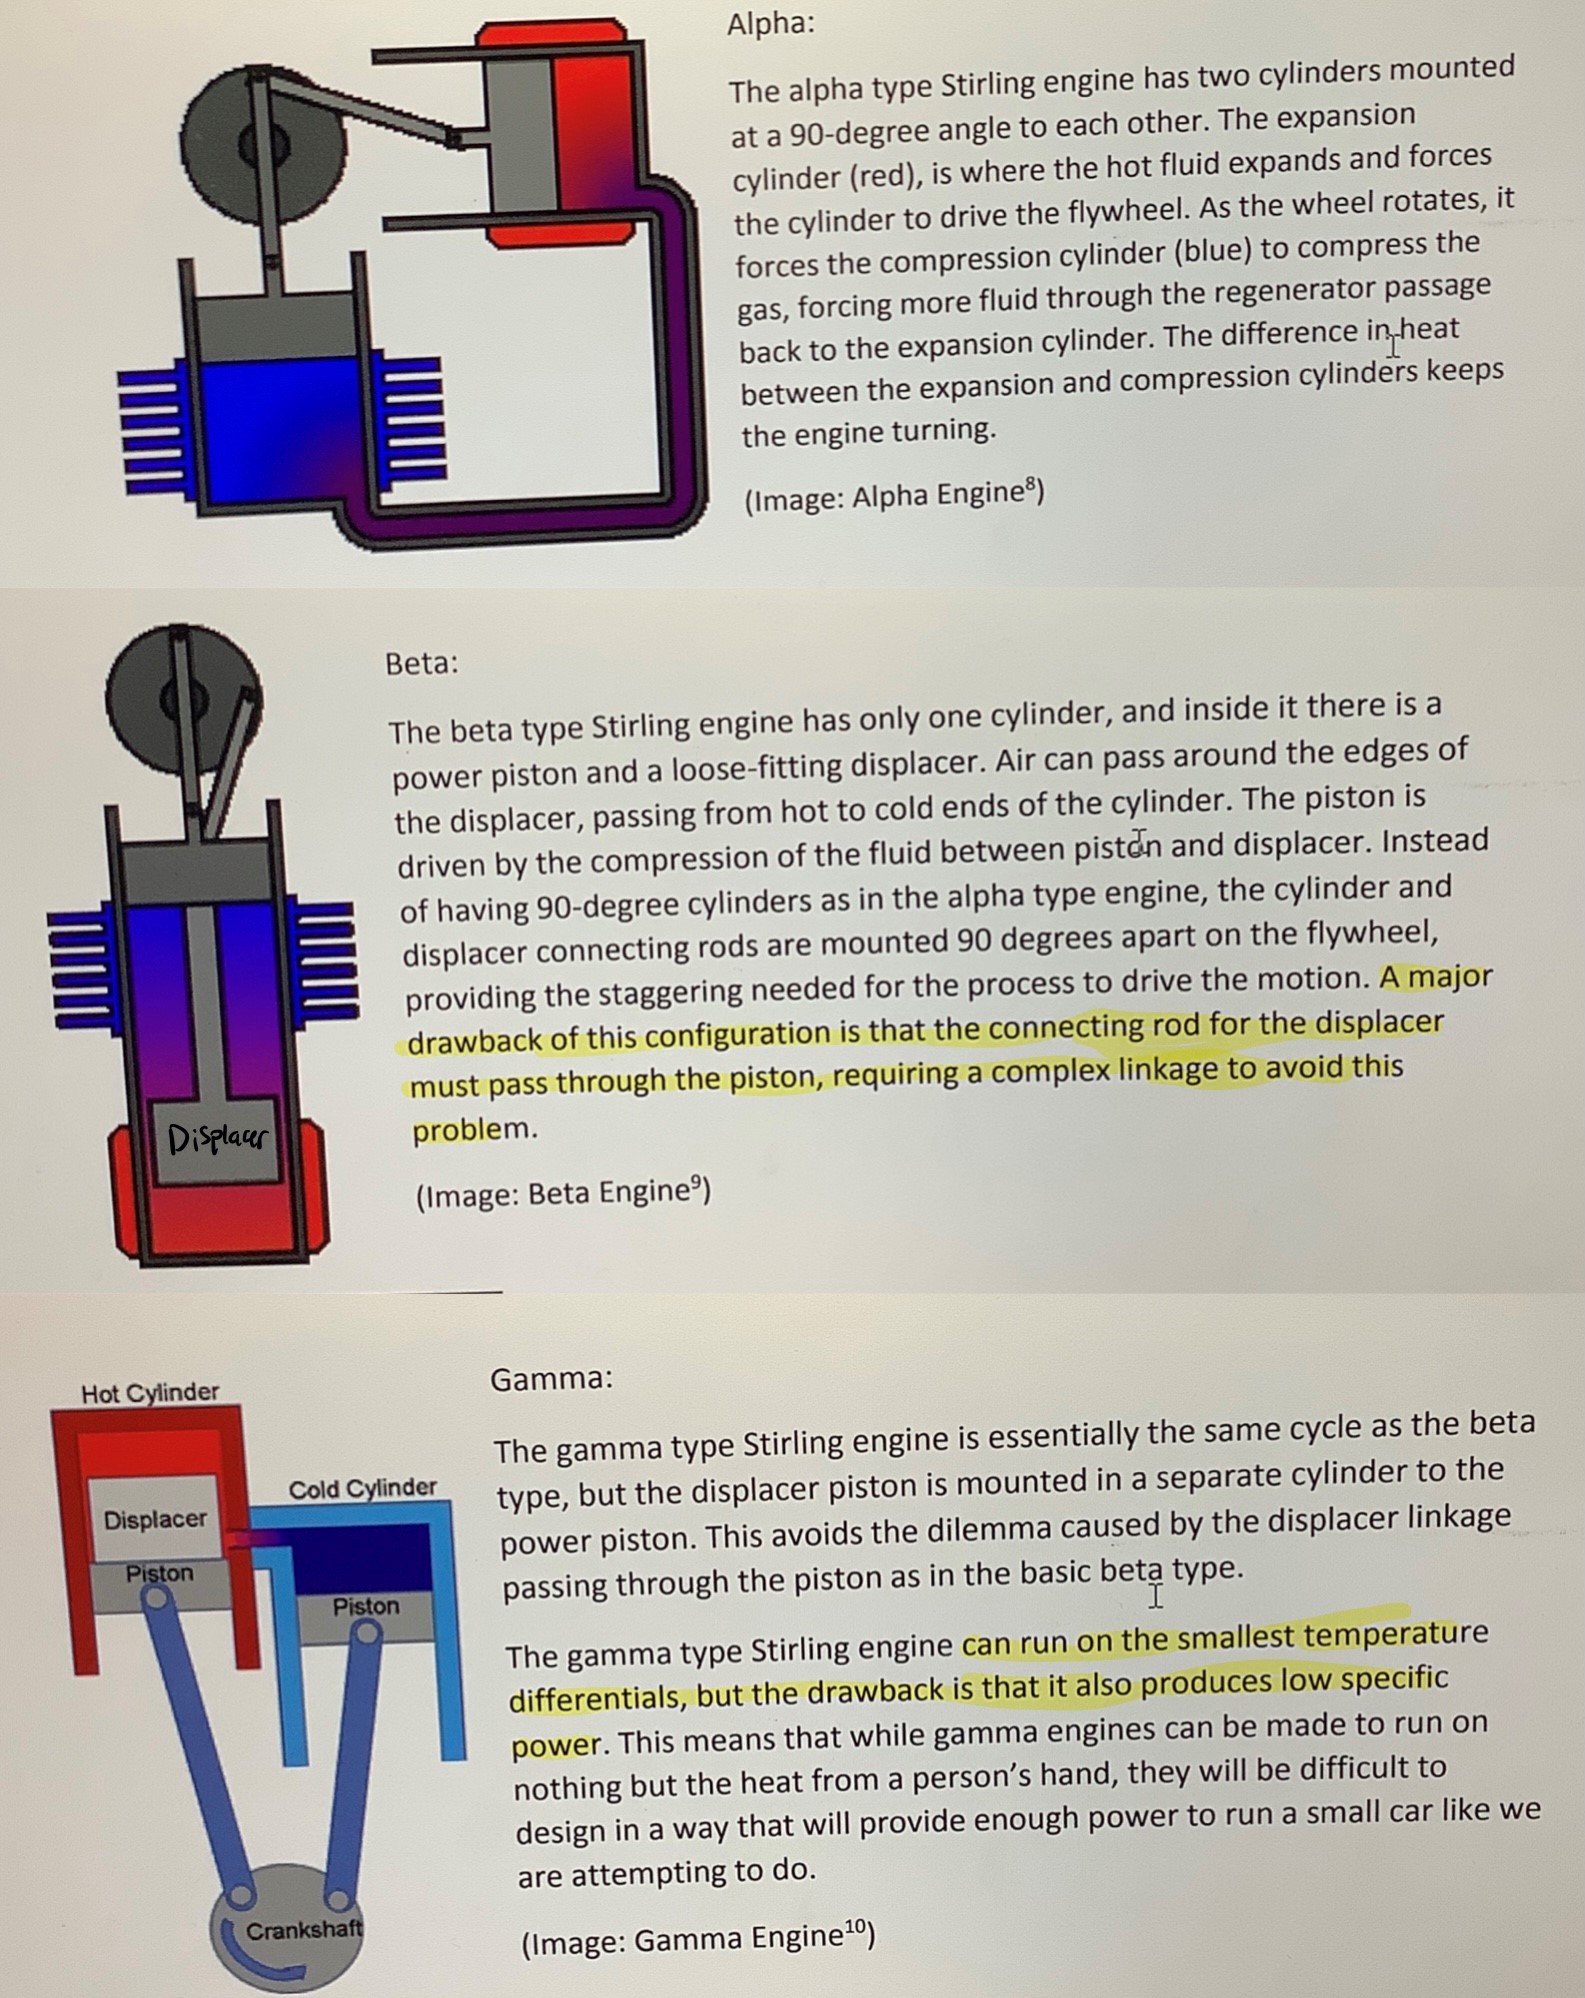 Alpha:
The alpha type Stirling engine has two cylinders mounted
at a 90-degree angle to each other. The expansion
cylinder (red), is where the hot fluid expands and forces
the cylinder to drive the flywheel. As the wheel rotates, it
forces the compression cylinder (blue) to compress the
gas, forcing more fluid through the regenerator passage
back to the expansion cylinder. The difference in heat
between the expansion and compression cylinders keeps
the engine turning.
(Image: Alpha Engine⁸)
Beta:
The beta type Stirling engine has only one cylinder, and inside it there is a
power piston and a loose-fitting displacer. Air can pass around the edges of
the displacer, passing from hot to cold ends of the cylinder. The piston is
driven by the compression of the fluid between piston and displacer. Instead
of having 90-degree cylinders as in the alpha type engine, the cylinder and
displacer connecting rods are mounted 90 degrees apart on the flywheel,
providing the staggering needed for the process to drive the motion. A major
drawback of this configuration is that the connecting rod for the displacer
must pass through the piston, requiring a complex linkage to avoid this
problem.
(Image: Beta Engine⁹)
Displacer
Gamma:
The gamma type Stirling engine is essentially the same cycle as the beta
type, but the displacer piston is mounted in a separate cylinder to the
power piston. This avoids the dilemma caused by the displacer linkage
passing through the piston as in the basic beta type.
The gamma type Stirling engine can run on the smallest temperature
differentials, but the drawback is that it also produces low specific
power. This means that while gamma engines can be made to run on
nothing but the heat from a person's hand, they will be difficult to
design in a way that will provide enough power to run a small car like we
are attempting to do.
(Image: Gamma Engine¹⁰)
Hot Cylinder
Cold Cylinder
Displacer
Piston
Piston
Crankshaft